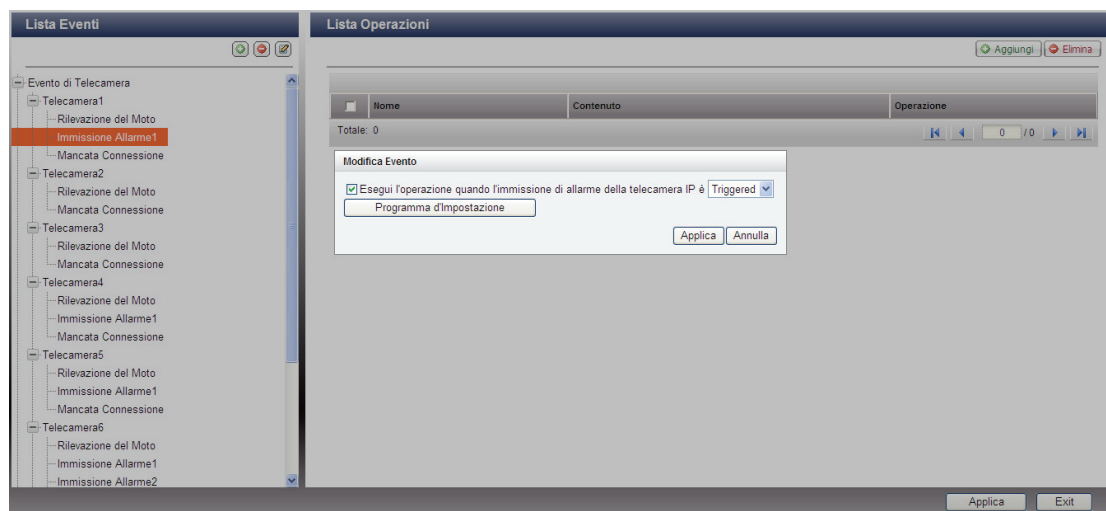 Lista Eventi
Lista Operazioni
Aggiungi
Elimina
Evento di Telecamera
Telecamera1
Rilevazione del Moto
Immissione Allarme1
Mancata Connessione
Telecamera2
Rilevazione del Moto
Mancata Connessione
Telecamera3
Rilevazione del Moto
Mancata Connessione
Telecamera4
Rilevazione del Moto
Immissione Allarme1
Mancata Connessione
Telecamera5
Rilevazione del Moto
Immissione Allarme1
Mancata Connessione
Telecamera6
Rilevazione del Moto
Immissione Allarme1
Immissione Allarme2
Nome Contenuto Operazione
Totale: 0
0 / 0
Modifica Evento
Esegui l'operazione quando l'immissione di allarme della telecamera IP è Triggered
Programma d'Impostazione
Applica Annulla
Applica Exit